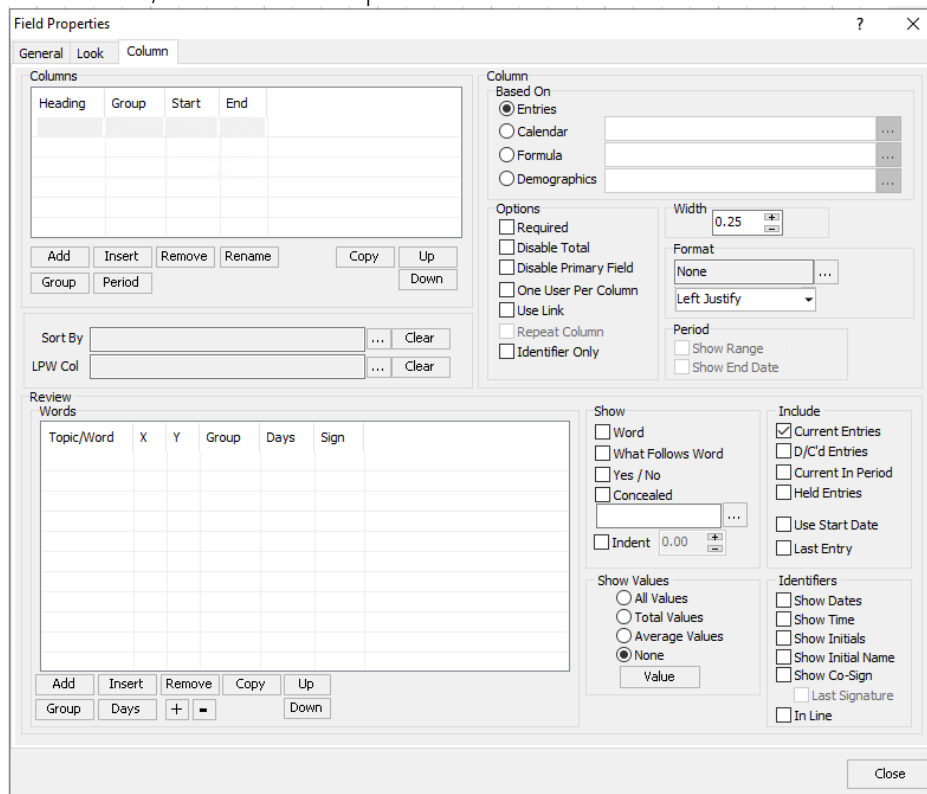 Field Properties
?
General Look Column
Columns
Heading Group Start End
Add Insert Remove Rename Copy Up
Group Period Down
Sort By ... Clear
LPW Col ... Clear
Column
Based On
Entries
Calendar ...
Formula ...
Demographics ...
Options
Required
Disable Total
Disable Primary Field
One User Per Column
Use Link
Repeat Column
Identifier Only
Width
0.25
Format
None ...
Left Justify
Period
Show Range
Show End Date
Review
Words
Topic/Word X Y Group Days Sign
Add Insert Remove Copy Up
Group Days + - Down
Show
Word
What Follows Word
Yes / No
Concealed
...
Indent 0.00
Include
Current Entries
D/C'd Entries
Current In Period
Held Entries
Use Start Date
Last Entry
Show Values
All Values
Total Values
Average Values
None
Value
Identifiers
Show Dates
Show Time
Show Initials
Show Initial Name
Show Co-Sign
Last Signature
In Line
Close